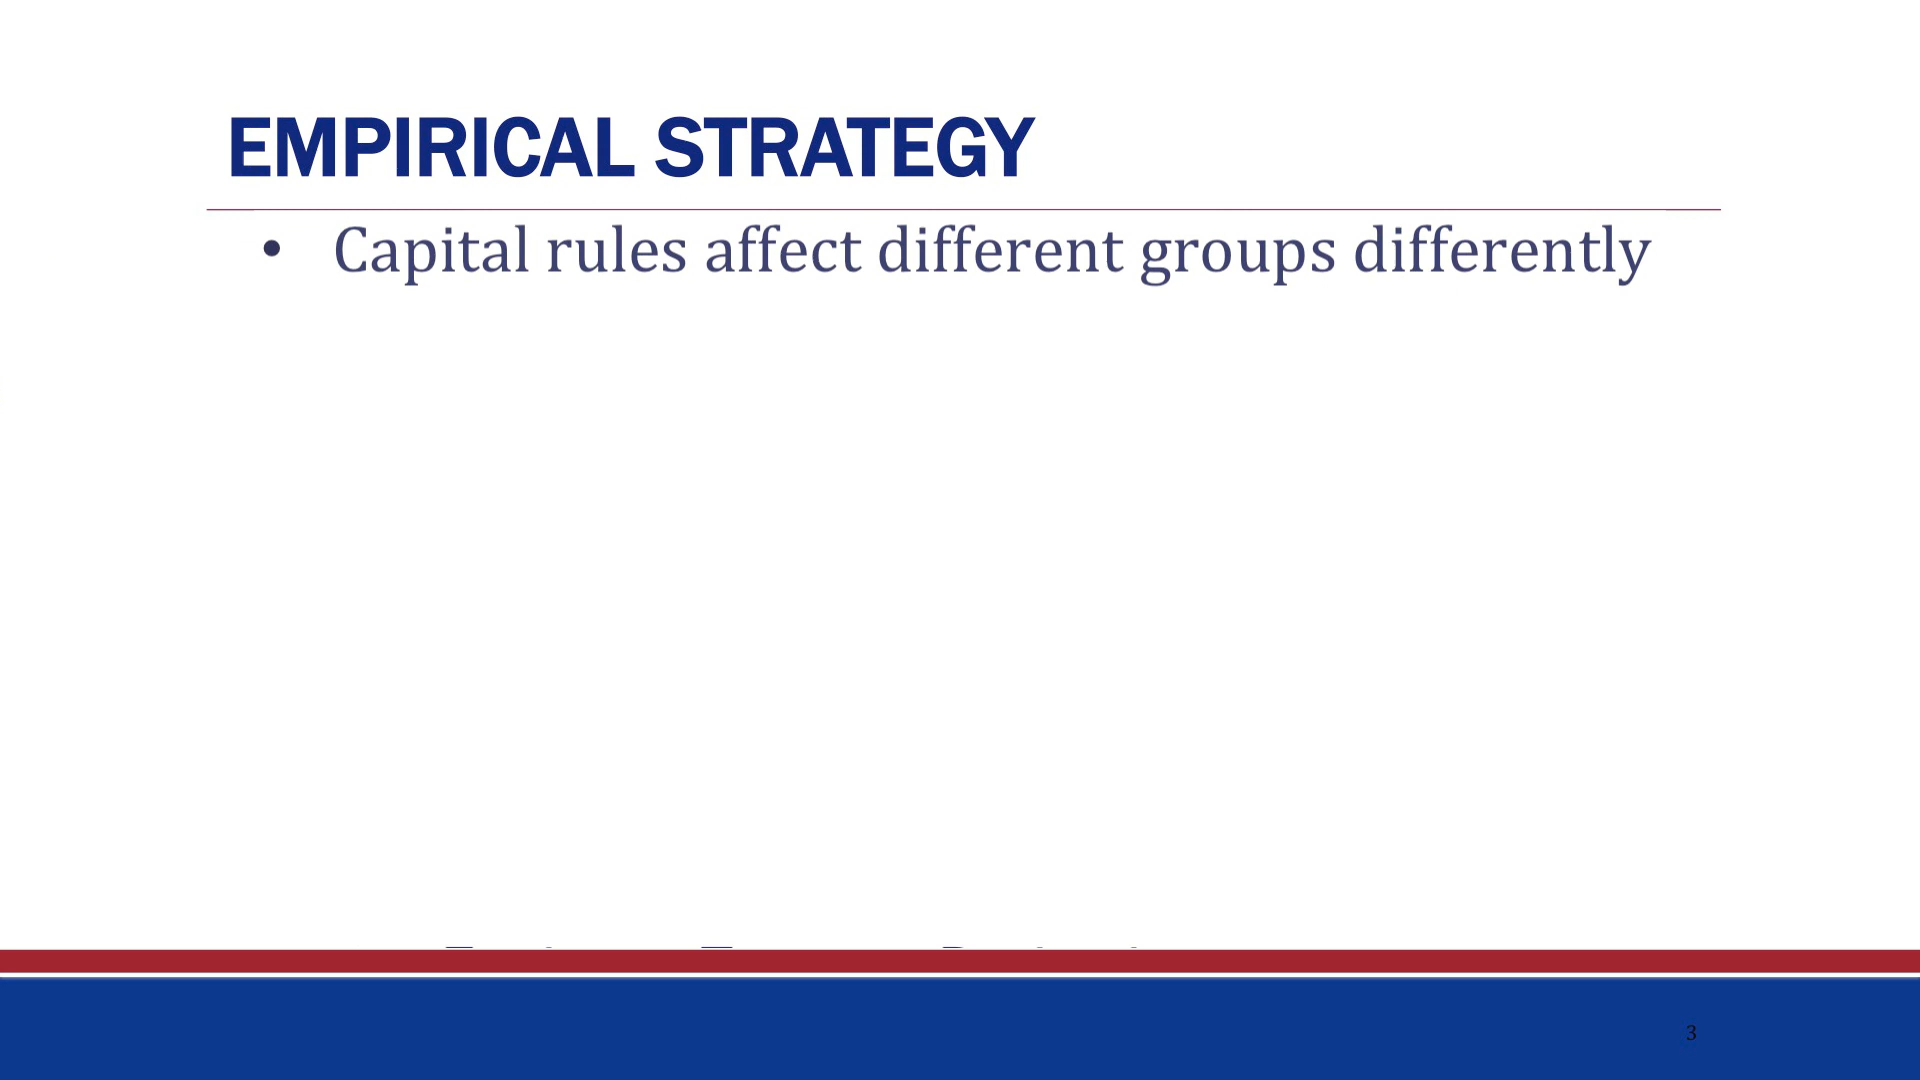 EMPIRICAL STRATEGY
• Capital rules affect different groups differently
3